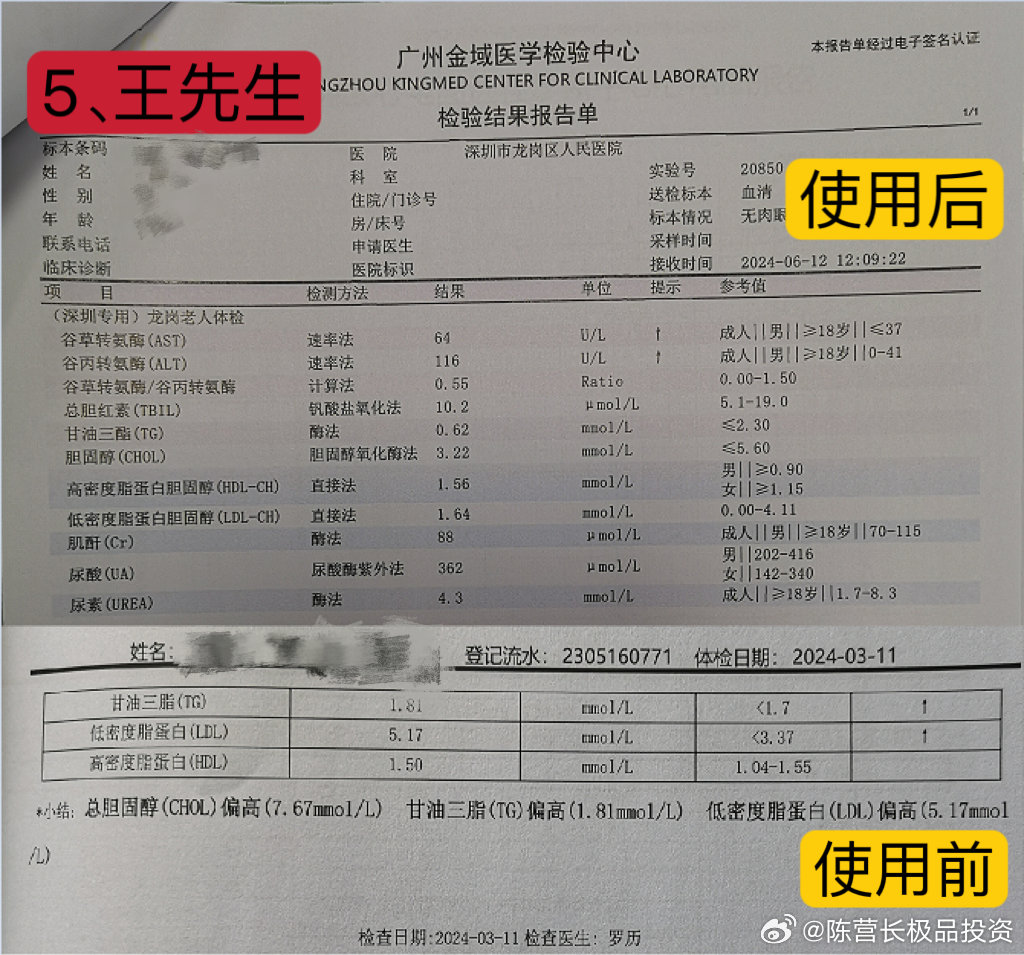 5、王先生
广州金域医学检验中心
本报告单经过电子签名认证
NGZHOU KINGMED CENTER FOR CLINICAL LABORATORY
检验结果报告单
1/1
标本条码 医 院 深圳市龙岗区人民医院
姓 名 科 室 实验号 20850
性 别 住院/门诊号 送检标本 血清
年 龄 房/床号 标本情况 无肉眼
联系电话 申请医生 采样时间
临床诊断 医院标识 接收时间 2024-06-12 12:09:22
使用后
项 目 检测方法 结果 单位 提示 参考值
(深圳专用)龙岗老人体检
谷草转氨酶(AST) 速率法 64 U/L ↑ 成人||男||≥18岁||≤37
谷丙转氨酶(ALT) 速率法 116 U/L ↑ 成人||男||≥18岁||0-41
谷草转氨酶/谷丙转氨酶 计算法 0.55 Ratio 0.00-1.50
总胆红素(TBIL) 钒酸盐氧化法 10.2 μmol/L 5.1-19.0
甘油三酯(TG) 酶法 0.62 mmol/L ≤2.30
胆固醇(CHOL) 胆固醇氧化酶法 3.22 mmol/L ≤5.60
高密度脂蛋白胆固醇(HDL-CH) 直接法 1.56 mmol/L 男||≥0.90
女||≥1.15
低密度脂蛋白胆固醇(LDL-CH) 直接法 1.64 mmol/L 0.00-4.11
肌酐(Cr) 酶法 88 μmol/L 成人||男||≥18岁||70-115
尿酸(UA) 尿酸酶紫外法 362 μmol/L 男||202-416
女||142-340
尿素(UREA) 酶法 4.3 mmol/L 成人||≥18岁||1.7-8.3
姓名: 登记流水: 2305160771 体检日期: 2024-03-11
甘油三脂(TG) 1.81 mmol/L <1.7 ↑
低密度脂蛋白(LDL) 5.17 mmol/L <3.37 ↑
高密度脂蛋白(HDL) 1.50 mmol/L 1.04-1.55
*小结: 总胆固醇(CHOL)偏高(7.67mmol/L) 甘油三脂(TG)偏高(1.81mmol/L) 低密度脂蛋白(LDL)偏高(5.17mmol
/L)
使用前
检查日期:2024-03-11 检查医生: 罗历
@陈营长极品投资